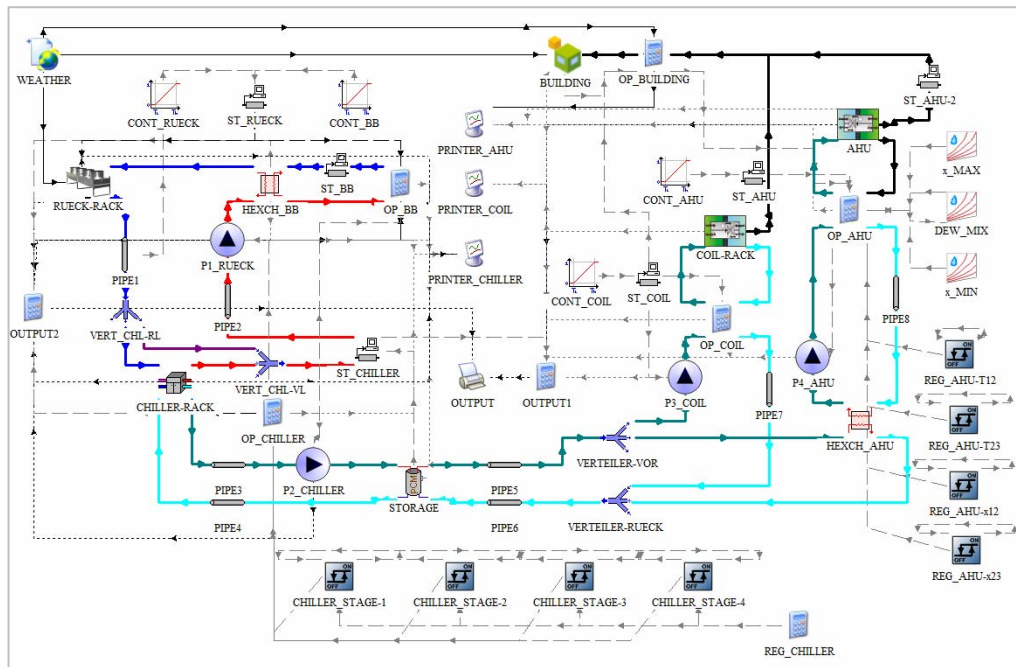 WEATHER
BUILDING
OP_BUILDING
CONT_RUECK
ST_RUECK
CONT_BB
PRINTER_AHU
ST_AHU-2
AHU
x_MAX
RUECK-RACK
HEXCH_BB
ST_BB
OP_BB
PRINTER_COIL
CONT_AHU
ST_AHU
OP_AHU
DEW_MIX
P1_RUECK
PRINTER_CHILLER
COIL-RACK
x_MIN
PIPE1
CONT_COIL
ST_COIL
OUTPUT2
VERT_CHL-RL
PIPE2
PIPE8
ST_CHILLER
OP_COIL
VERT_CHL-VL
OUTPUT
OUTPUT1
P3_COIL
PIPE7
P4_AHU
REG_AHU-T12
CHILLER-RACK
OP_CHILLER
HEXCH_AHU
REG_AHU-T23
ON
OFF
PIPE3
P2_CHILLER
PCM
STORAGE
PIPE5
VERTEILER-VOR
PIPE4
PIPE6
VERTEILER-RUECK
REG_AHU-x12
REG_AHU-x23
CHILLER_STAGE-1
CHILLER_STAGE-2
CHILLER_STAGE-3
CHILLER_STAGE-4
REG_CHILLER